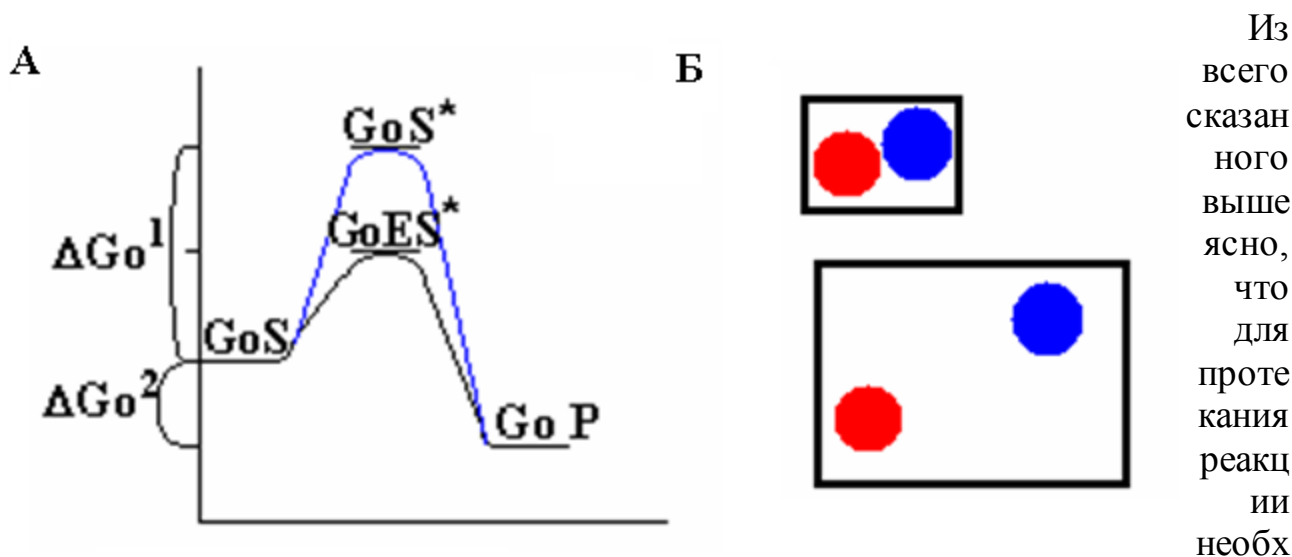 А
Б
GoS*
GoES*
ΔGo1
GoS
ΔGo2
Go P
Из
всего
сказан
ного
выше
ясно,
что
для
проте
кания
реакц
ии
необх